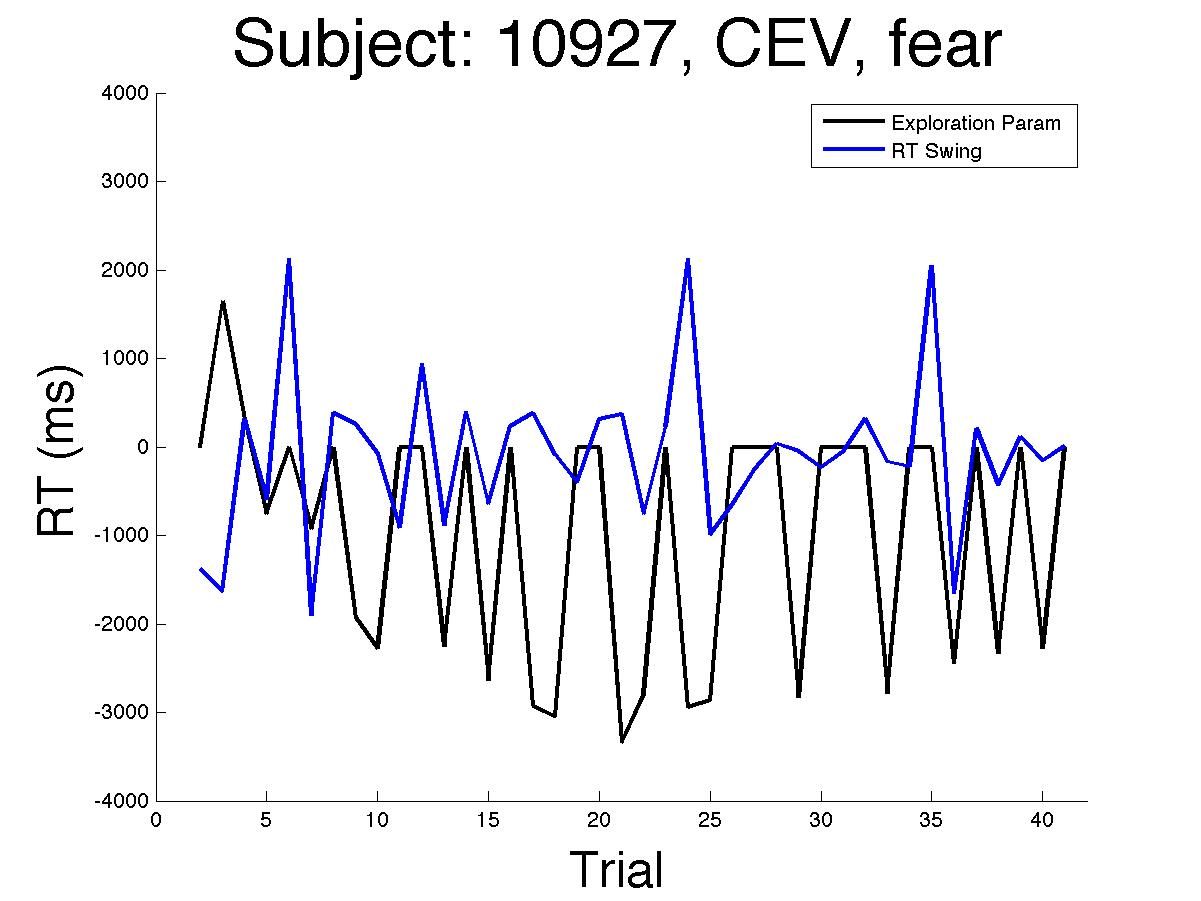 Subject: 10927, CEV, fear
4000
3000
2000
1000
0
-1000
-2000
-3000
-4000
RT (ms)
Exploration Param
RT Swing
0 5 10 15 20 25 30 35 40
Trial